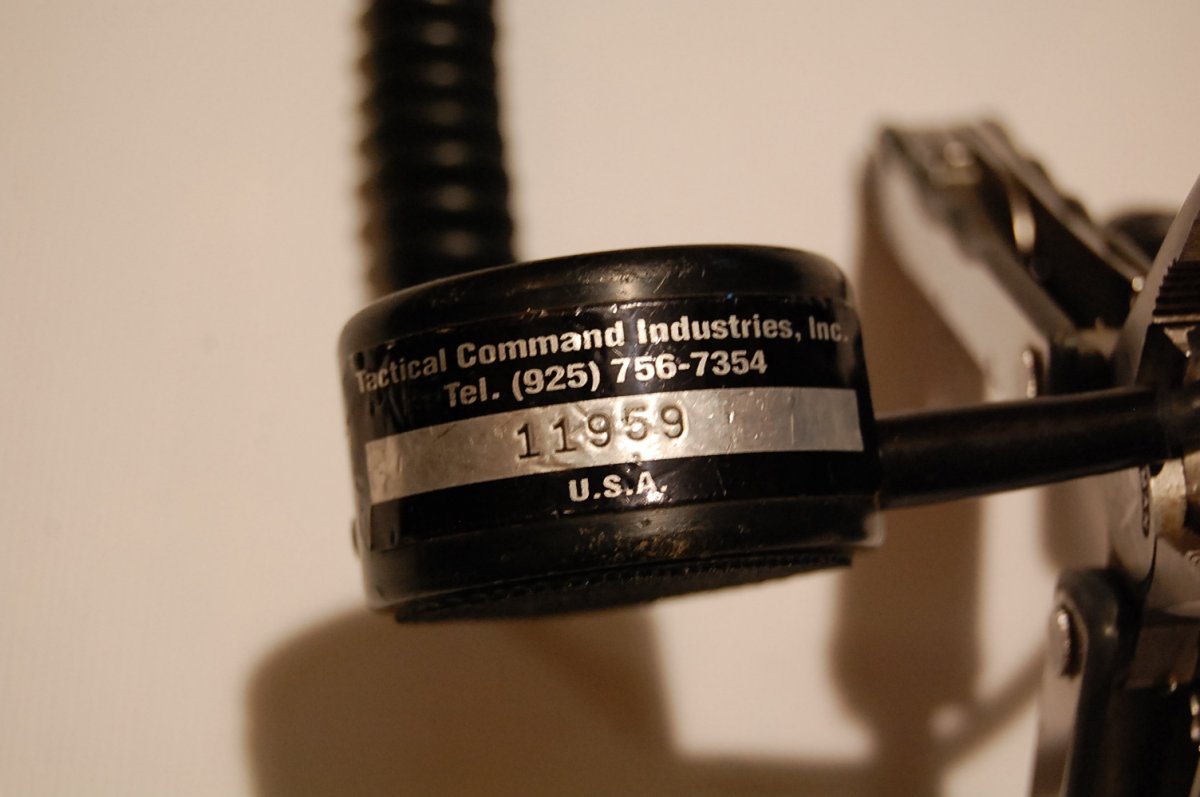 Tactical Command Industries, Inc.
Tel. (925) 756-7354
11959
U.S.A.